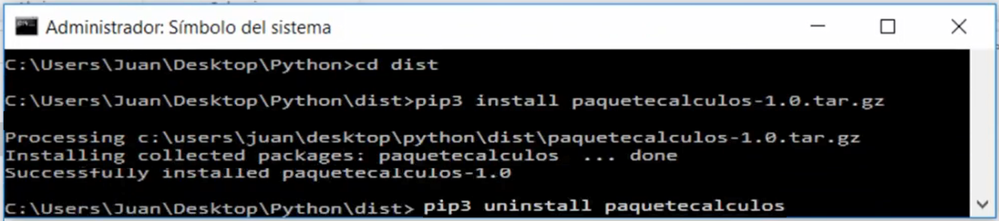 Administrador: Símbolo del sistema
C:\Users\Juan\Desktop\Python>cd dist
C:\Users\Juan\Desktop\Python\dist>pip3 install paquetecalculos-1.0.tar.gz
Processing c:\users\juan\desktop\python\dist\paquetecalculos-1.0.tar.gz
Installing collected packages: paquetecalculos ... done
Successfully installed paquetecalculos-1.0
C:\Users\Juan\Desktop\Python\dist> pip3 uninstall paquetecalculos